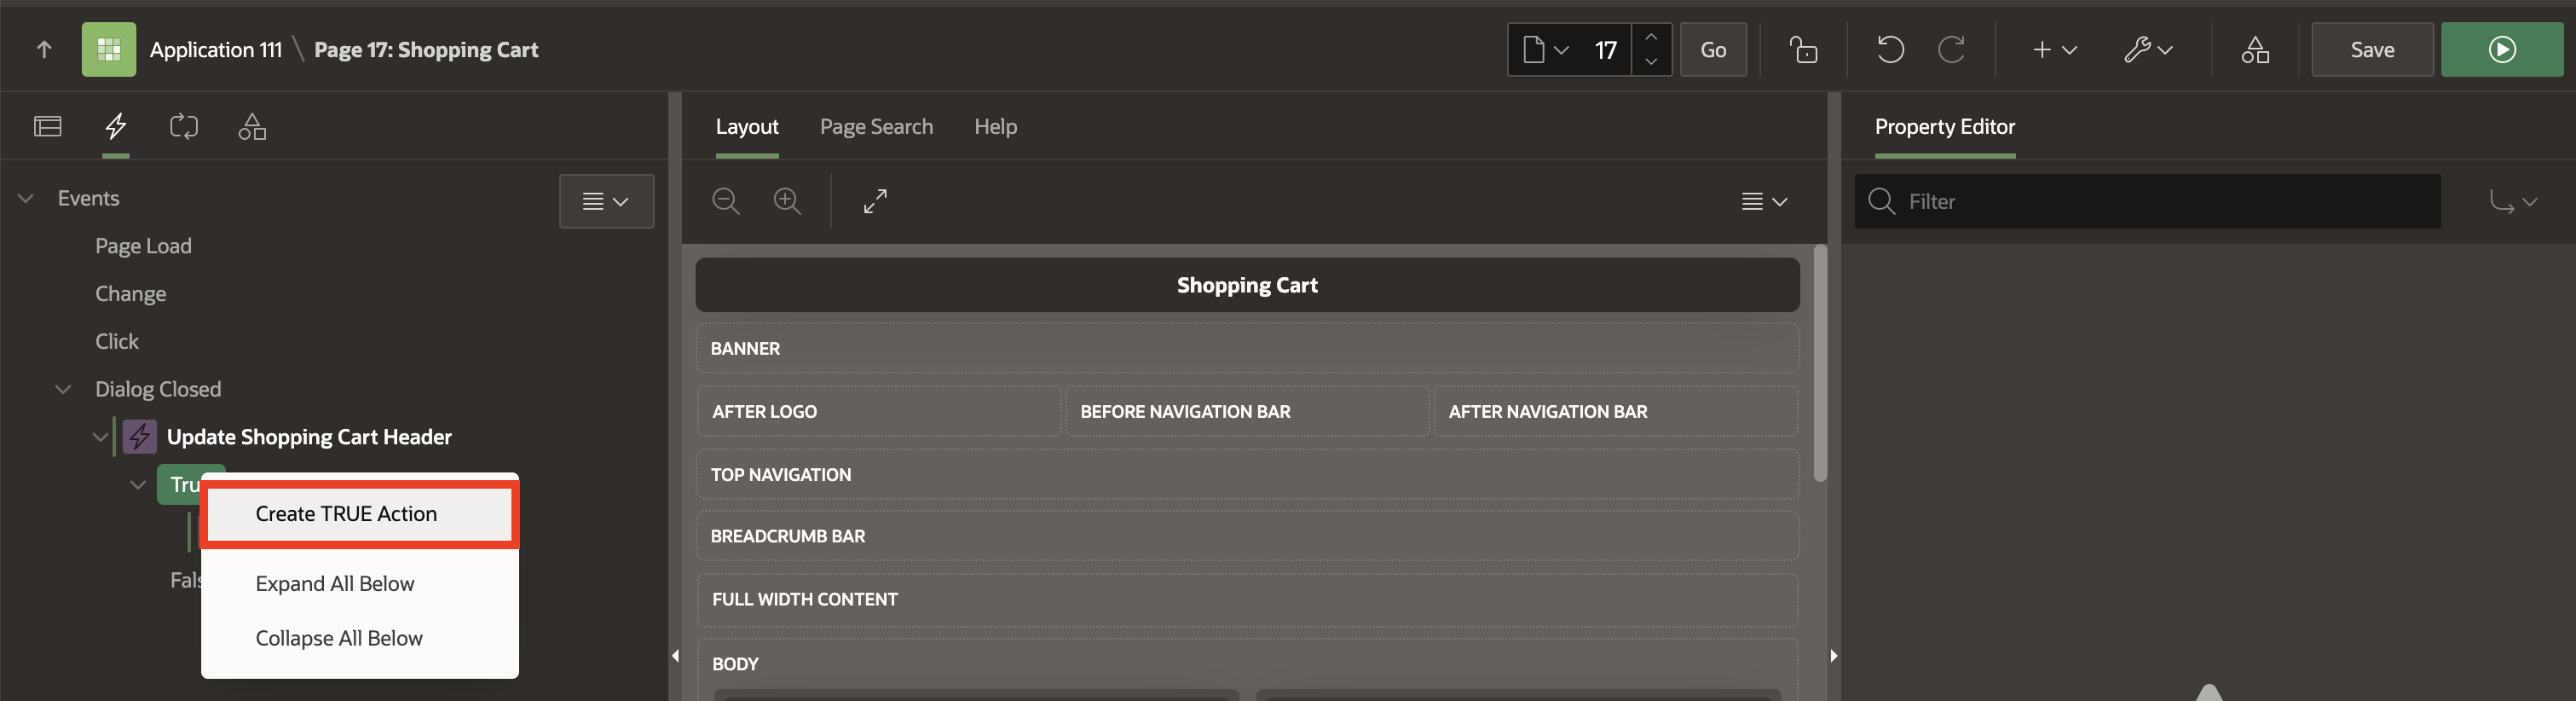 Application 111 \ Page 17: Shopping Cart
17
Go
Save
Layout
Page Search
Help
Property Editor
Events
Page Load
Change
Click
Dialog Closed
Update Shopping Cart Header
Tru
Create TRUE Action
Fals
Expand All Below
Collapse All Below
Shopping Cart
BANNER
AFTER LOGO
BEFORE NAVIGATION BAR
AFTER NAVIGATION BAR
TOP NAVIGATION
BREADCRUMB BAR
FULL WIDTH CONTENT
BODY
Filter